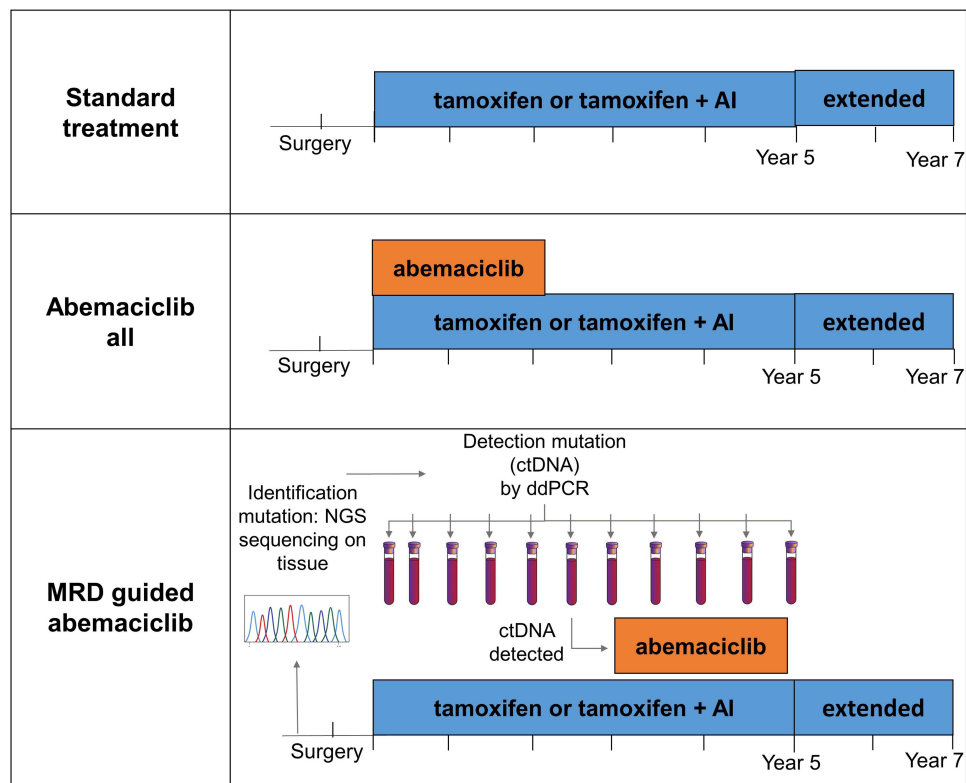 Standard
treatment
tamoxifen or tamoxifen + AI
extended
Surgery
Year 5
Year 7
Abemaciclib
all
abemaciclib
tamoxifen or tamoxifen + AI
extended
Surgery
Year 5
Year 7
MRD guided
abemaciclib
Detection mutation
(ctDNA)
by ddPCR
Identification
mutation: NGS
sequencing on
tissue
ctDNA
detected
abemaciclib
tamoxifen or tamoxifen + AI
extended
Surgery
Year 5
Year 7